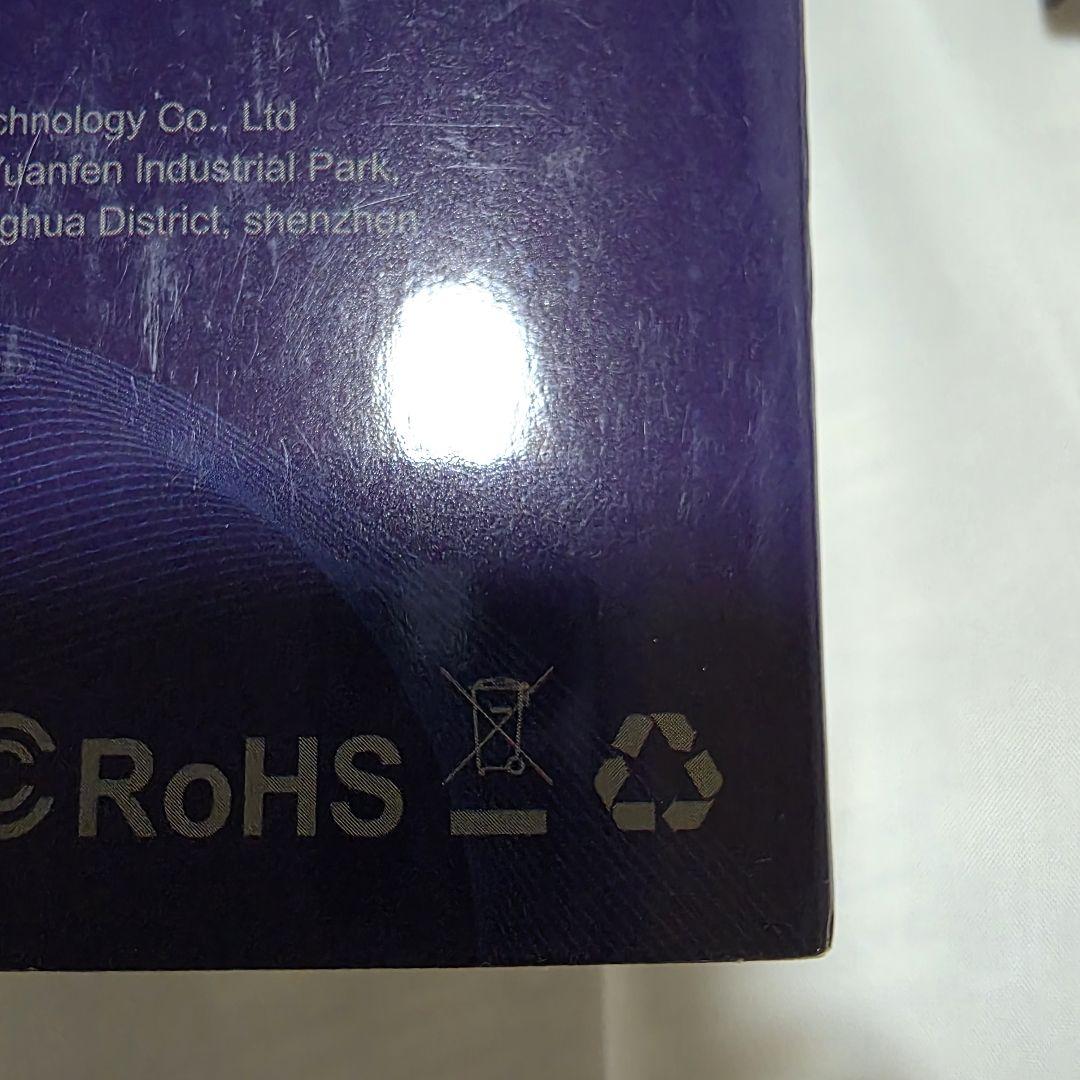 chnology Co., Ltd
Yuanfen Industrial Park,
ghua District, shenzhen
RoHS